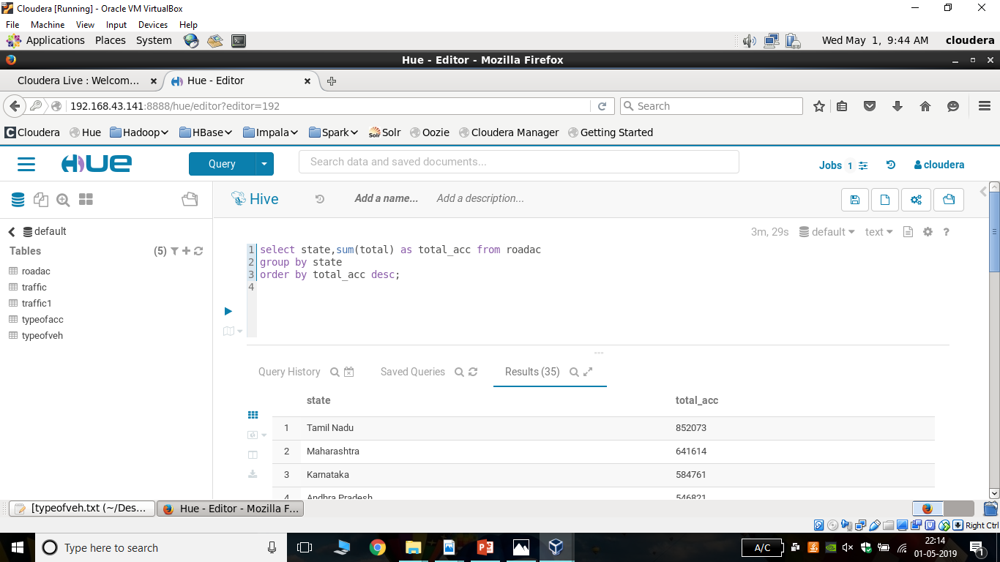 Cloudera [Running] - Oracle VM VirtualBox
File Machine View Input Devices Help
Applications Places System Wed May 1, 9:44 AM cloudera
Hue - Editor - Mozilla Firefox
Cloudera Live : Welcom... Hue - Editor
192.168.43.141:8888/hue/editor?editor=192 Search
Cloudera Hue Hadoop HBase Impala Spark Solr Oozie Cloudera Manager Getting Started
HUE Query Search data and saved documents... Jobs 1 cloudera
Hive Add a name... Add a description...
default 3m, 29s default text ?
Tables (5)
roadac
traffic
traffic1
typeofacc
typeofveh
1 select state,sum(total) as total_acc from roadac
2 group by state
3 order by total_acc desc;
4
Query History Saved Queries Results (35)
state total_acc
1 Tamil Nadu 852073
2 Maharashtra 641614
3 Karnataka 584761
4 Andhra Pradesh 546821
[typeofveh.txt (~/Des... Hue - Editor - Mozilla F...
Right Ctrl
Type here to search A/C 22:14
01-05-2019 1